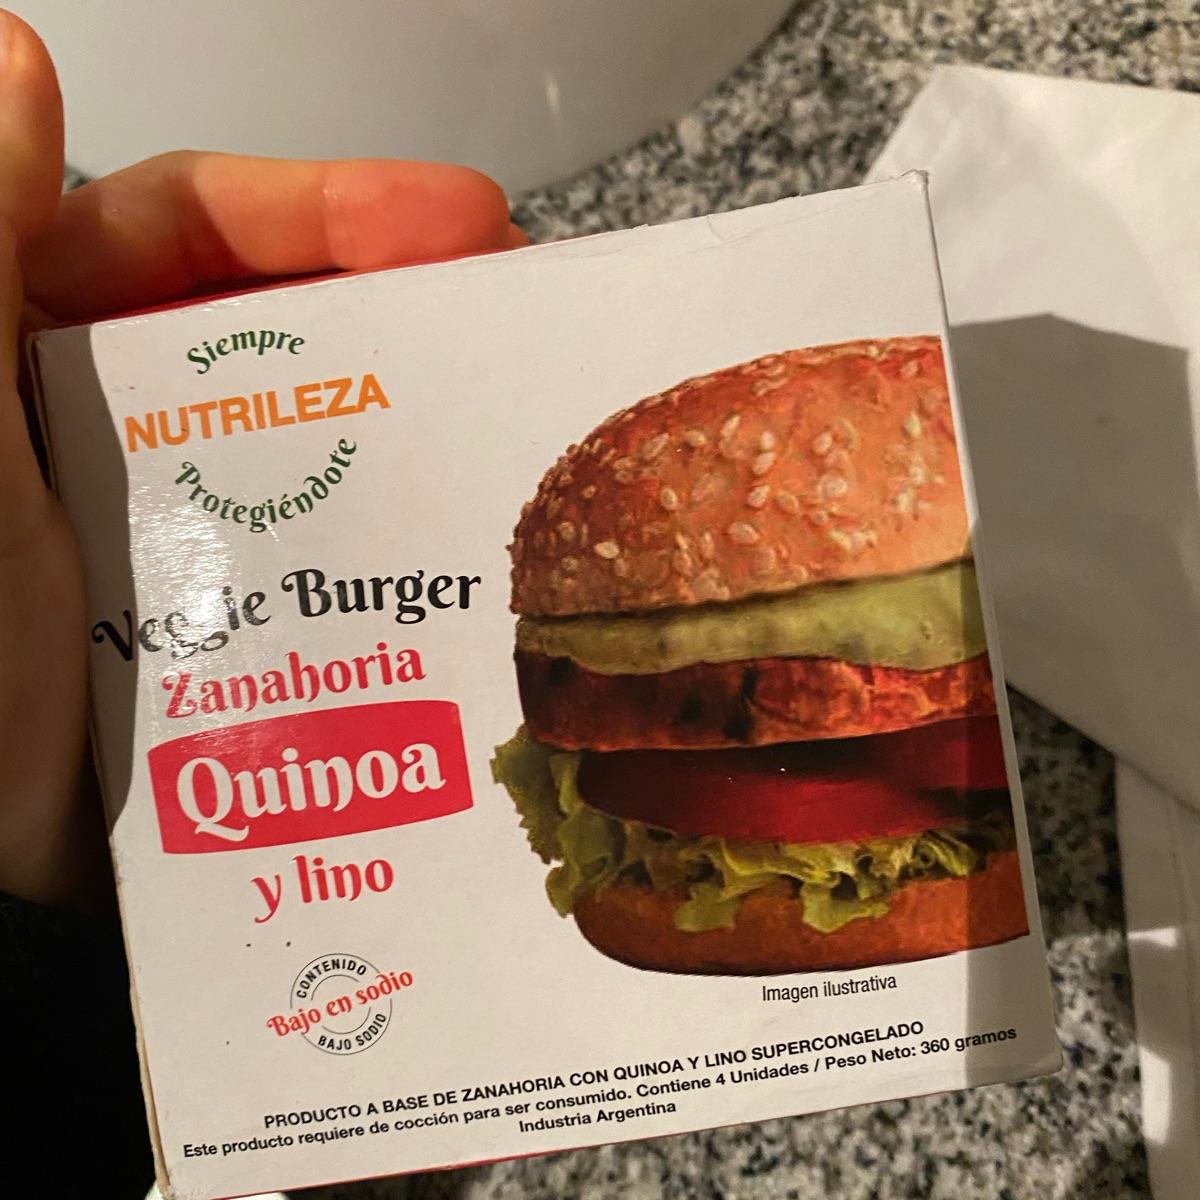 Siempre
NUTRILEZA
Protegiéndote
Veggie Burger
Zanahoria
Quinoa
y lino
CONTENIDO
Bajo en sodio
BAJO SODIO
Imagen ilustrativa
PRODUCTO A BASE DE ZANAHORIA CON QUINOA Y LINO SUPERCONGELADO
Este producto requiere de cocción para ser consumido. Contiene 4 Unidades / Peso Neto: 360 gramos
Industria Argentina